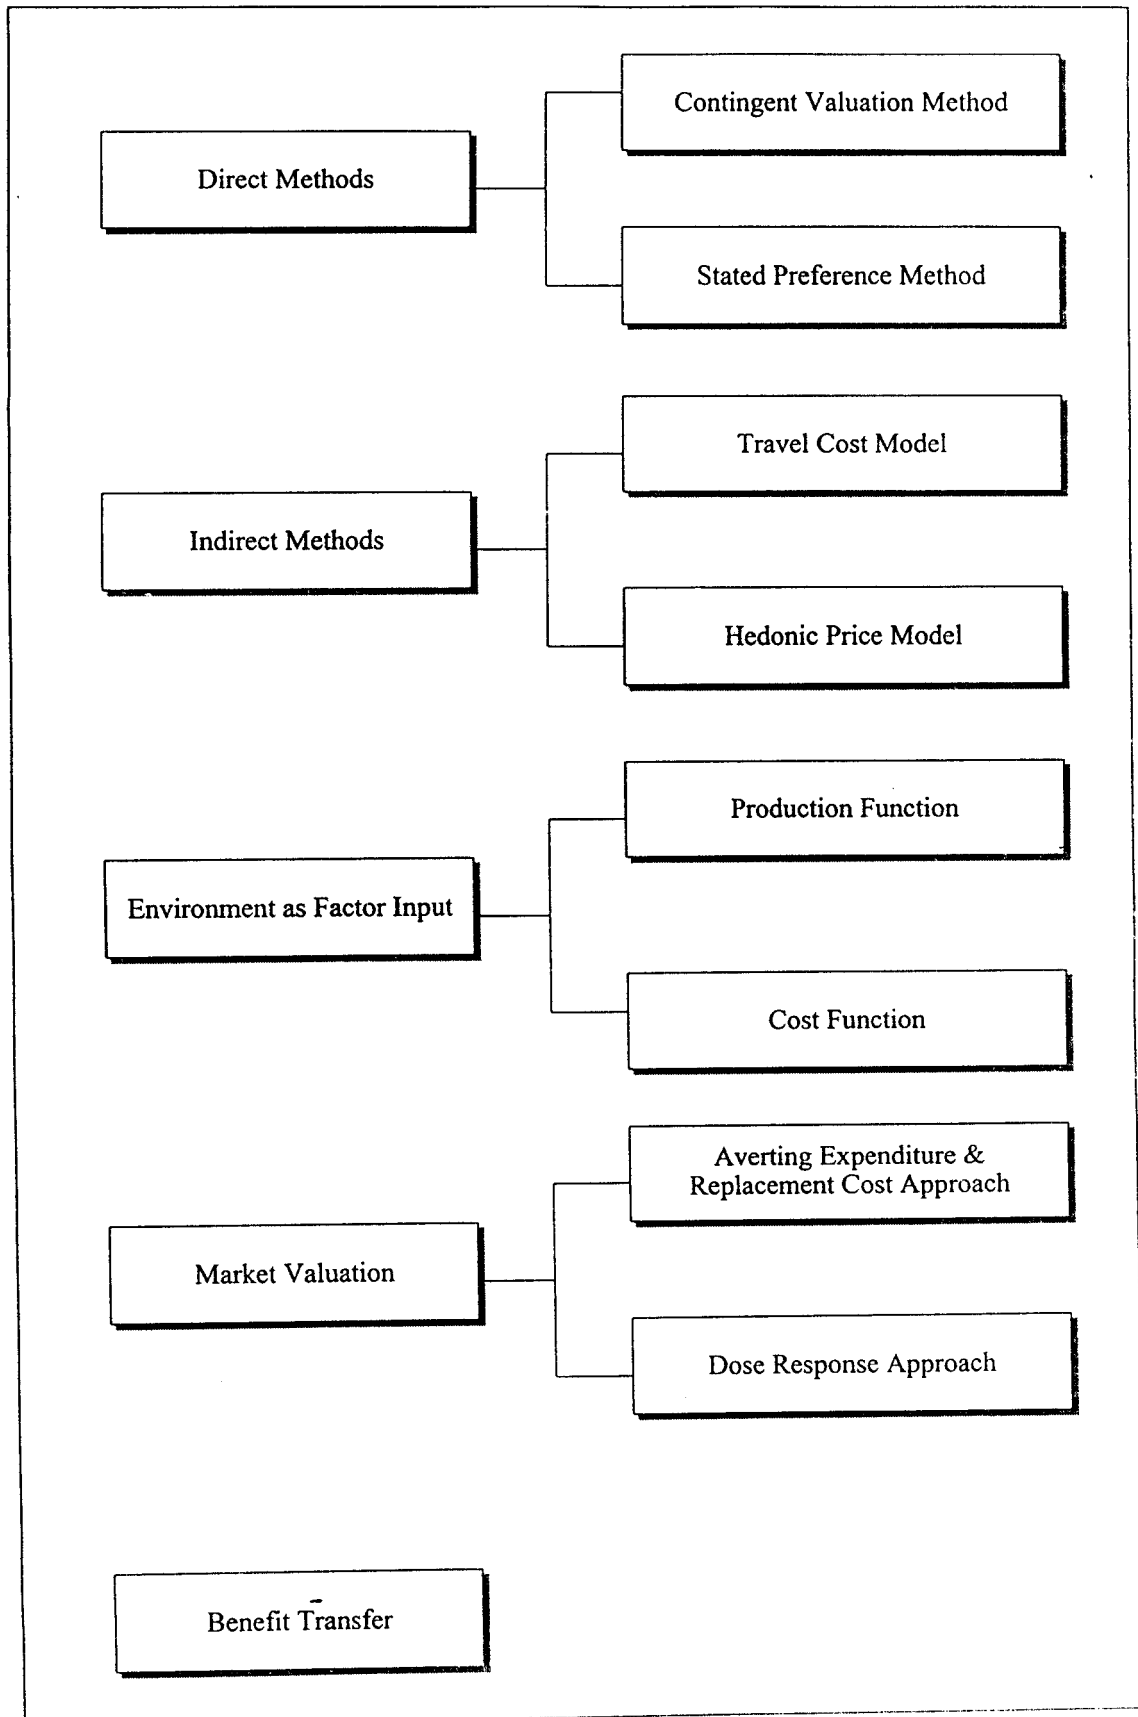 Contingent Valuation Method
Direct Methods
Stated Preference Method
Travel Cost Model
Indirect Methods
Hedonic Price Model
Production Function
Environment as Factor Input
Cost Function
Averting Expenditure &
Replacement Cost Approach
Market Valuation
Dose Response Approach
Benefit Transfer